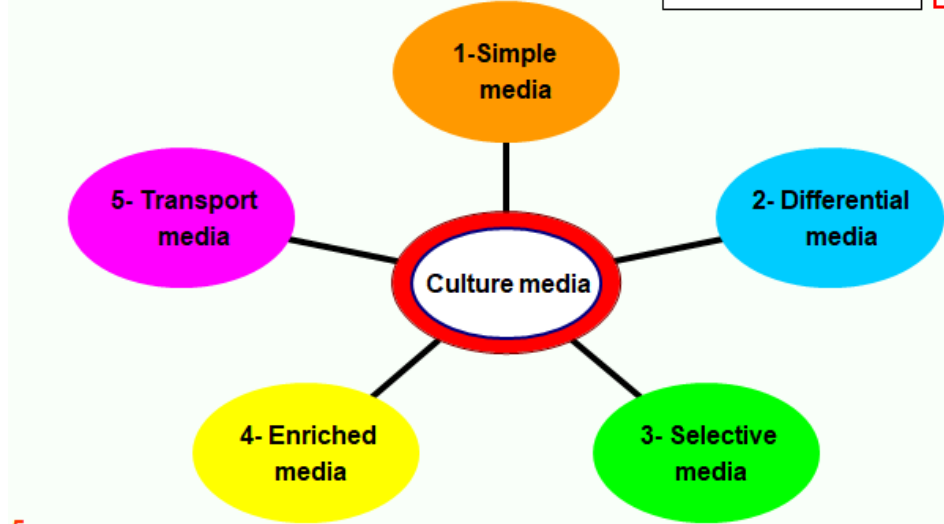 1-Simple
media
5- Transport
media
2- Differential
media
Culture media
4- Enriched
media
3- Selective
media